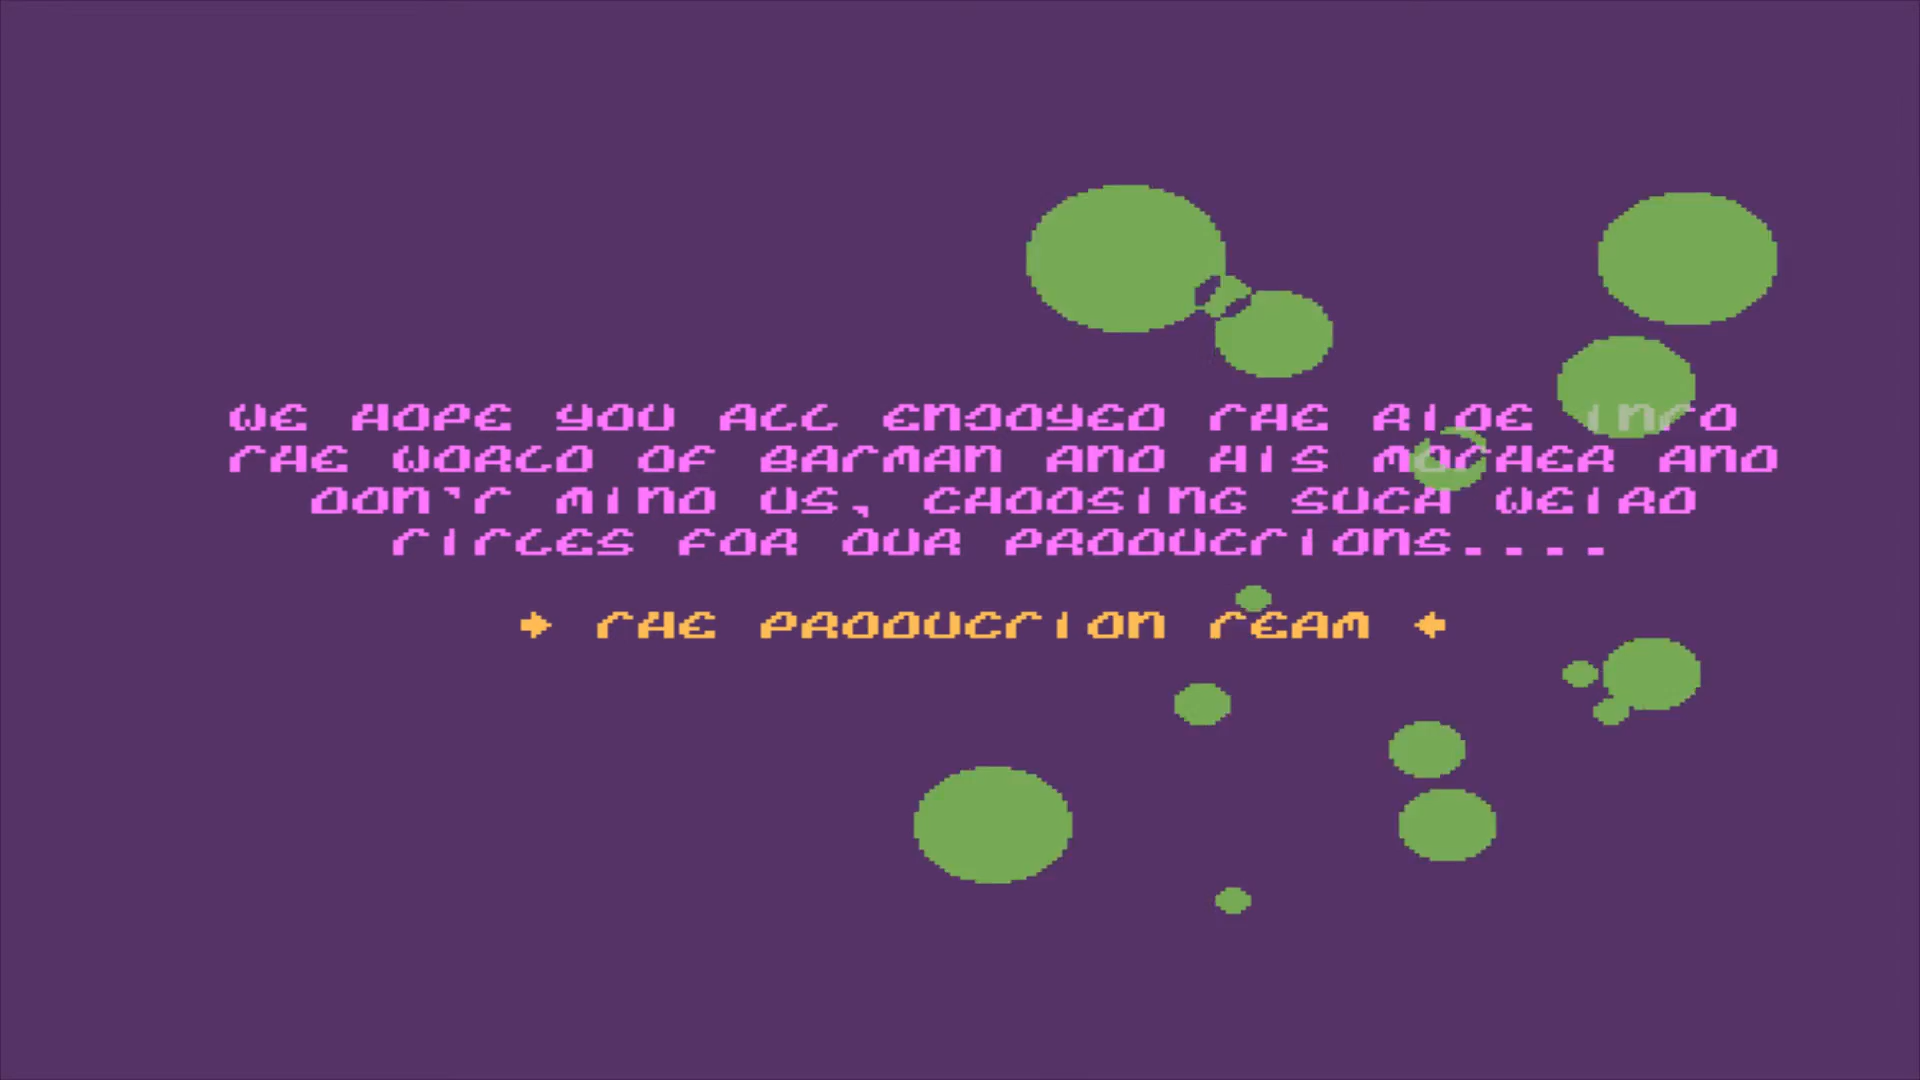 WE HOPE YOU ALL ENJOYED THE RIDE INTO
THE WORLD OF BATMAN AND HIS MOTHER AND
DON'T MIND US, CHOOSING SUCH WEIRD
TITLES FOR OUR PRODUCTIONS....
→ THE PRODUCTION TEAM ←